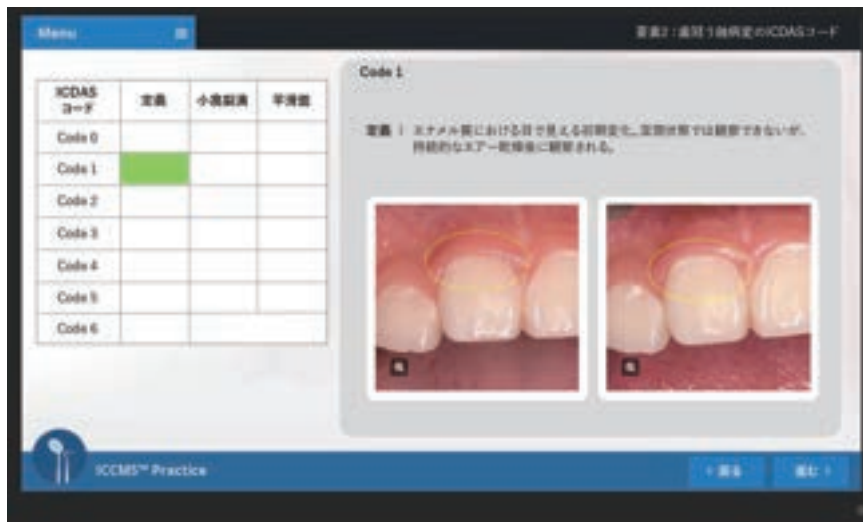 Menu
要素2：歯冠う蝕病変のICDASコード
ICDAS
コード
定義
小窩裂溝
平滑面
Code 0
Code 1
Code 2
Code 3
Code 4
Code 5
Code 6
Code 1
定義： エナメル質における目で見える初期変化。湿潤状態では観察できないが、
持続的なエアー乾燥後に観察される。
ICCMS™ Practice
戻る
進む